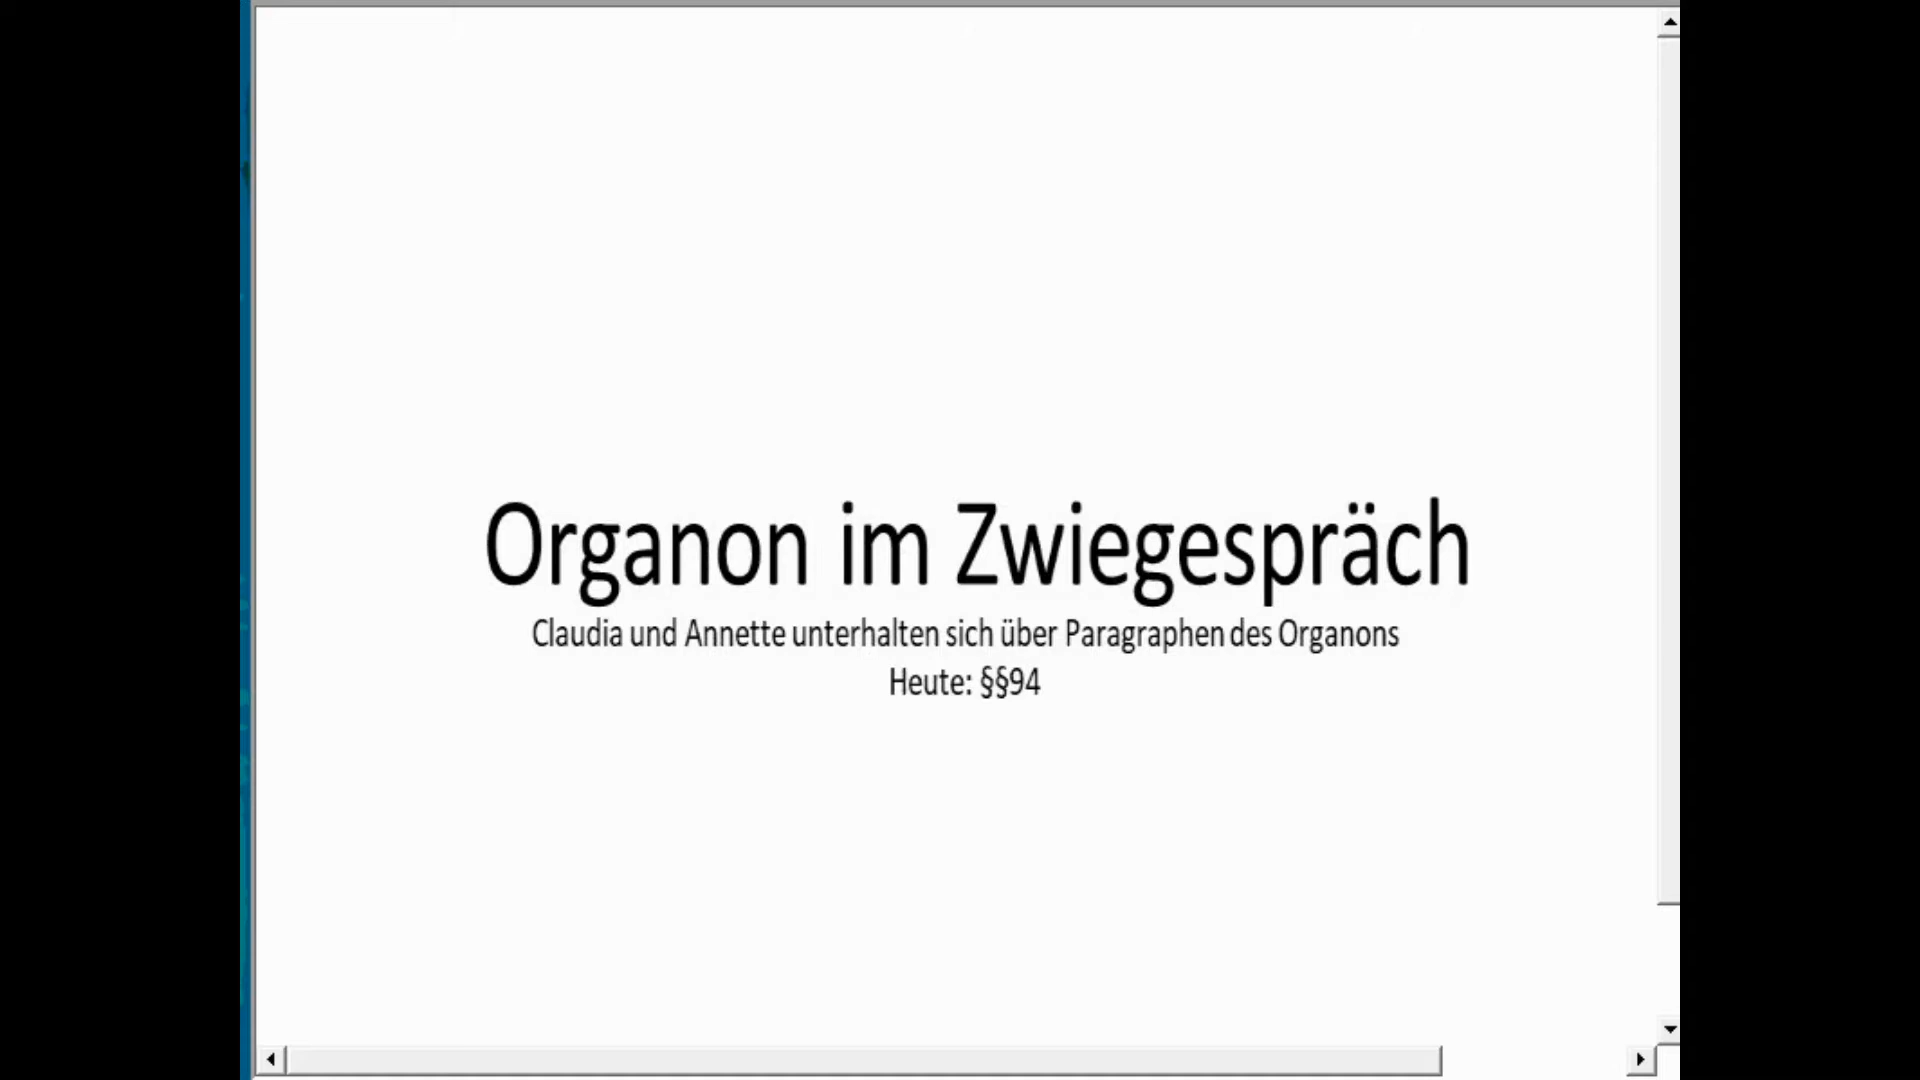 Organon im Zwiegespräch
Claudia und Annette unterhalten sich über Paragraphen des Organons
Heute: §§94